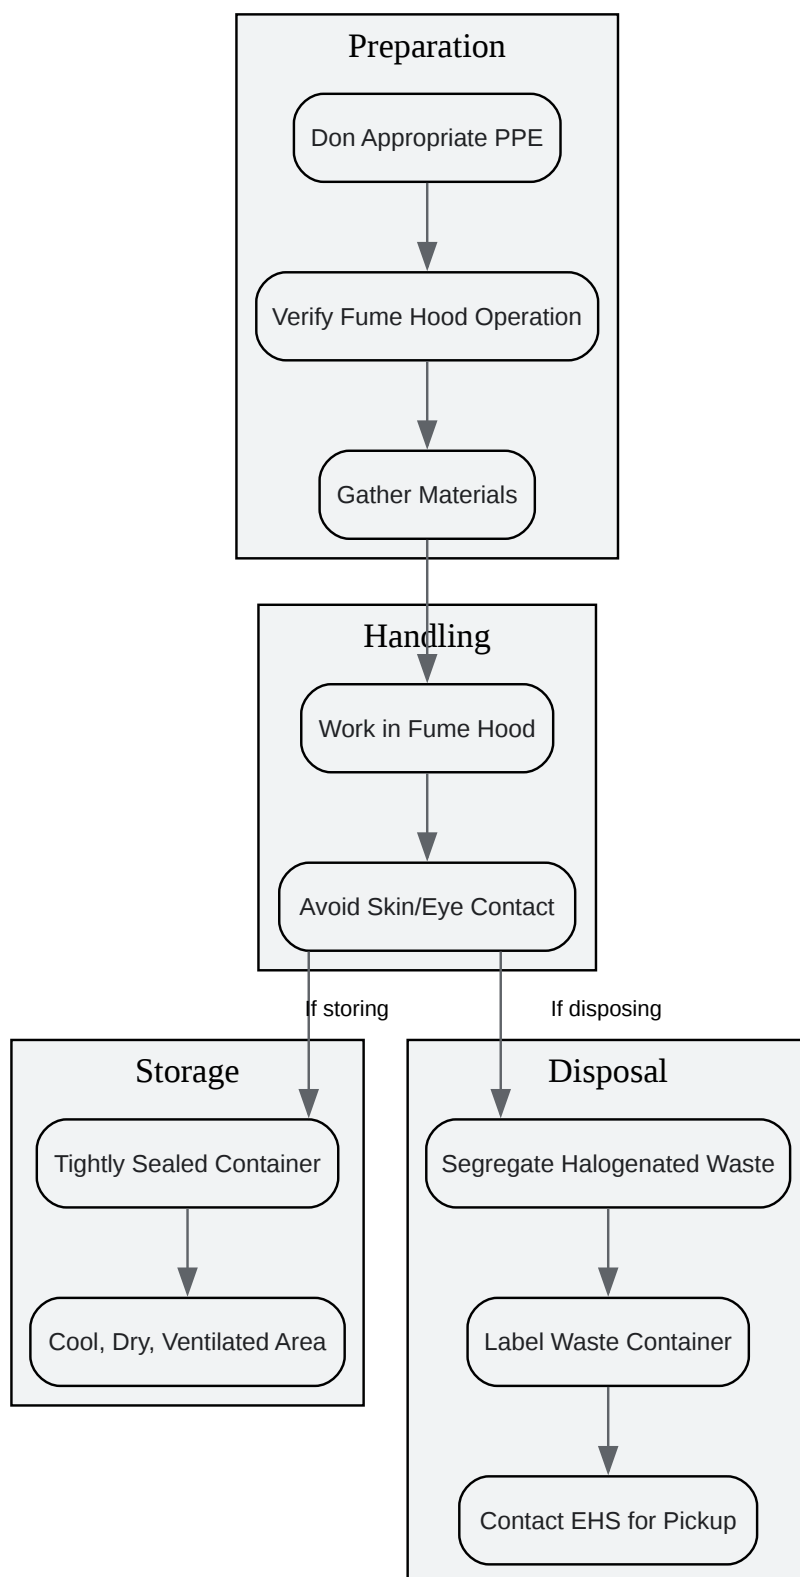 Preparation
Don Appropriate PPE
Verify Fume Hood Operation
Gather Materials
Handling
Work in Fume Hood
Avoid Skin/Eye Contact
If storing
If disposing
Storage
Tightly Sealed Container
Cool, Dry, Ventilated Area
Disposal
Segregate Halogenated Waste
Label Waste Container
Contact EHS for Pickup